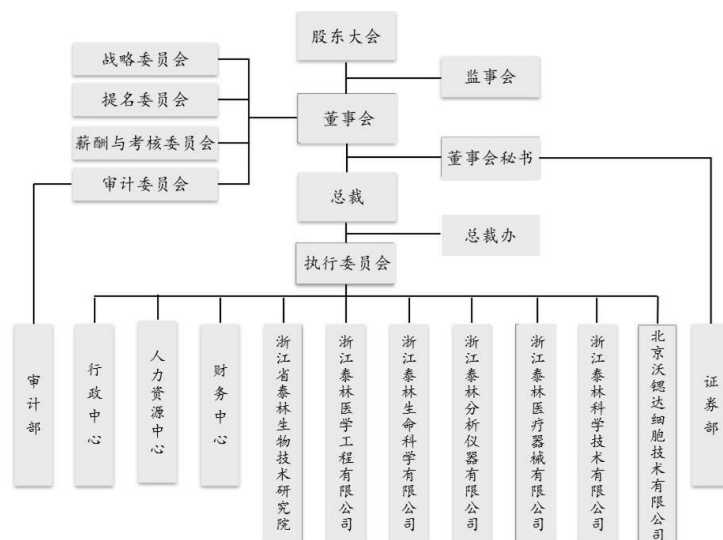 股东大会
战略委员会
监事会
提名委员会
董事会
薪酬与考核委员会
董事会秘书
审计委员会
总裁
总裁办
执行委员会
审计部
行政中心
人力资源中心
财务中心
浙江省泰林生物技术研究院
浙江泰林医学工程有限公司
浙江泰林生命科学有限公司
浙江泰林分析仪器有限公司
浙江泰林医疗器械有限公司
浙江泰林科学技术有限公司
北京沃锶达细胞技术有限公司
证券部